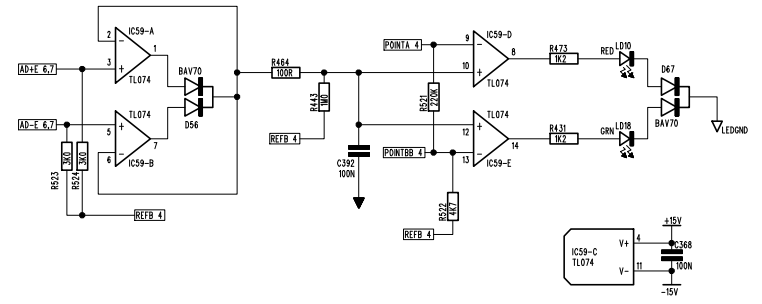 IC59-A
2
1
3
TL074
AD+E 6,7
BAV70
D56
AD-E 6,7
TL074
5
7
6
IC59-B
3K0
3K0
R523
R524
REFB 4
R464
100R
R443
1M0
REFB 4
C392
100N
POINTA 4
R521
220K
POINTBB 4
R522
4K7
REFB 4
IC59-D
9
8
10
TL074
TL074
12
14
13
IC59-E
R473
1K2
RED
LD10
D67
R431
1K2
GRN
LD18
BAV70
LEDGND
IC59-C
TL074
V+
4
V-
11
+15V
C368
100N
-15V